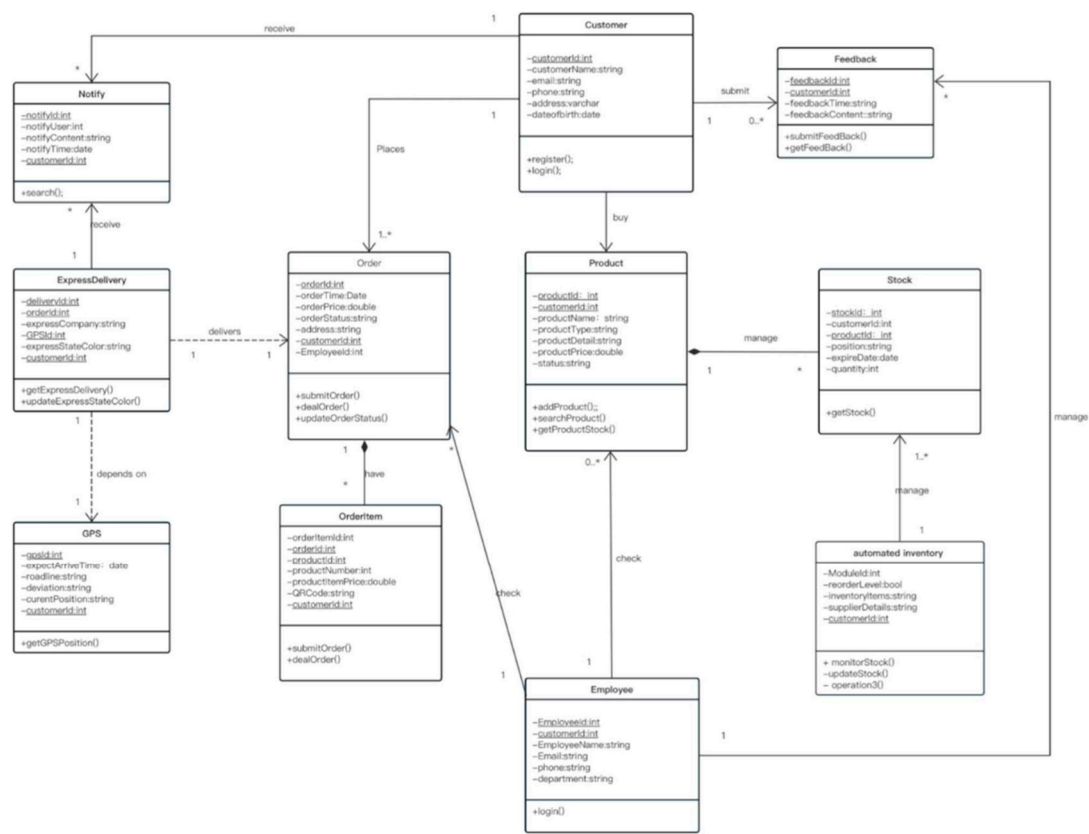 receive
1
*
Customer
-customerId:int
-customerName:string
-email:string
-phone:string
-address:varchar
-dateofbirth:date
+register();
+login();
Feedback
-feedbackId:int
-customerId:int
-feedbackTime:string
-feedbackContent::string
+submitFeedBack()
+getFeedBack()
submit
1
0..*
*
Notify
-notifyId:int
-notifyUser:int
-notifyContent:string
-notifyTime:date
-customerId:int
+search();
*
receive
1
1
Places
1..*
buy
ExpressDelivery
-deliveryId:int
-orderId:int
-expressCompany:string
-GPSId:int
-expressStateColor:string
-customerId:int
+getExpressDelivery()
+updateExpressStateColor()
delivers
1
1
Order
-orderId:int
-orderTime:Date
-orderPrice:double
-orderStatus:string
-address:string
-customerId:int
-EmployeeId:int
+submitOrder()
+dealOrder()
+updateOrderStatus()
Product
-productId: int
-customerId:int
-productName: string
-productType:string
-productDetail:string
-productPrice:double
-status:string
+addProduct();;
+searchProduct()
+getProductStock()
manage
1
*
Stock
-stockId: int
-customerId:int
-productId: int
-position:string
-expireDate:date
-quantity:int
+getStock()
manage
1
depends on
1
1
have
*
*
0..*
1..*
manage
1
GPS
-gpsId:int
-expectArriveTime: date
-roadline:string
-deviation:string
-curentPosition:string
-customerId:int
+getGPSPosition()
OrderItem
-orderItemId:int
-orderId:int
-productId:int
-productNumber:int
-productItemPrice:double
-QRCode:string
-customerId:int
+submitOrder()
+dealOrder()
check
1
check
1
automated inventory
-ModuleId:int
-reorderLevel:bool
-inventoryItems:string
-supplierDetails:string
-customerId:int
+ monitorStock()
-updateStock()
- operation3()
Employee
-EmployeeId:int
-customerId:int
-EmployeeName:string
-Email:string
-phone:string
-department:string
+login()
1